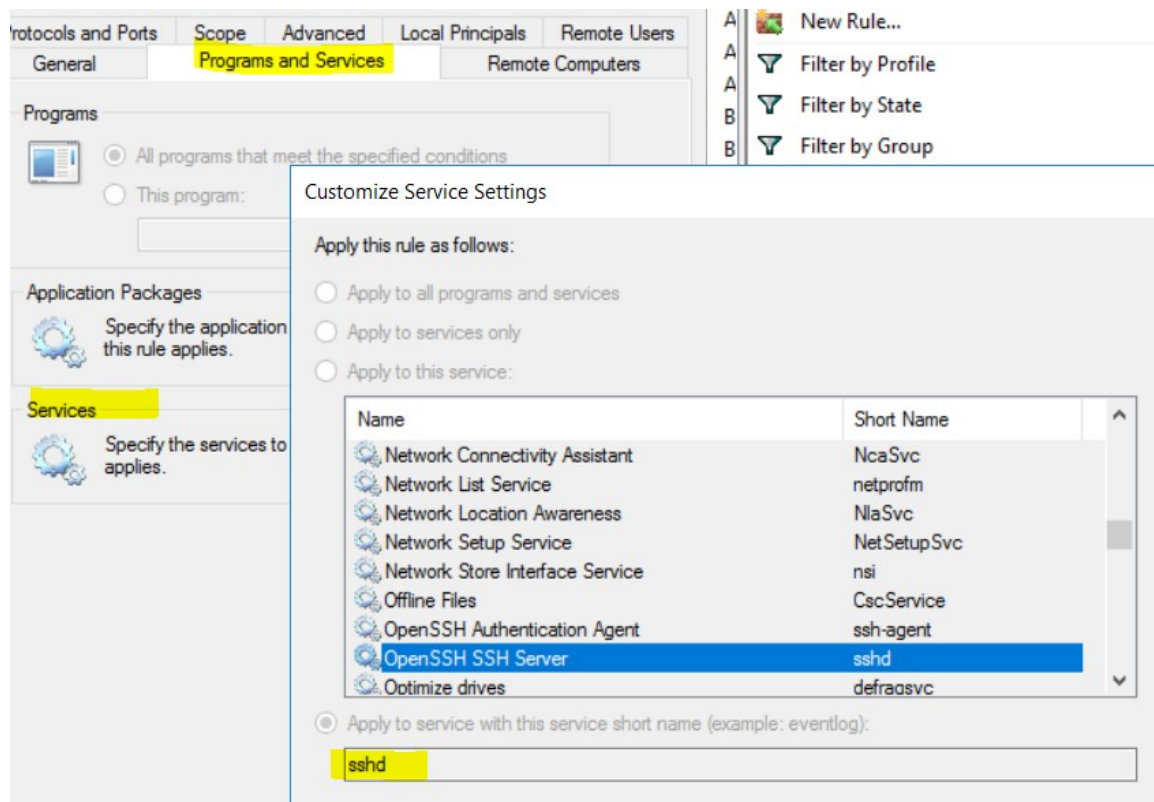 Protocols and Ports Scope Advanced Local Principals Remote Users
General Programs and Services Remote Computers
Programs
All programs that meet the specified conditions
This program:
Application Packages
Specify the application
this rule applies.
Services
Specify the services to
applies.
A
A
A
B
B
New Rule...
Filter by Profile
Filter by State
Filter by Group
Customize Service Settings
Apply this rule as follows:
Apply to all programs and services
Apply to services only
Apply to this service:
Name Short Name
Network Connectivity Assistant NcaSvc
Network List Service netprofm
Network Location Awareness NlaSvc
Network Setup Service NetSetupSvc
Network Store Interface Service nsi
Offline Files CscService
OpenSSH Authentication Agent ssh-agent
OpenSSH SSH Server sshd
Optimize drives defragsvc
Apply to service with this service short name (example: eventlog):
sshd